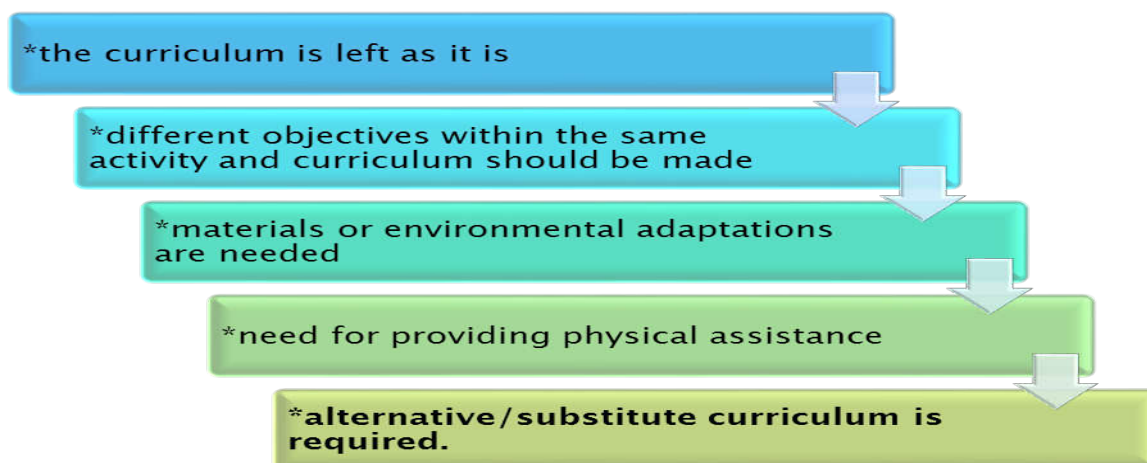 *the curriculum is left as it is
*different objectives within the same
activity and curriculum should be made
*materials or environmental adaptations
are needed
*need for providing physical assistance
*alternative/substitute curriculum is
required.